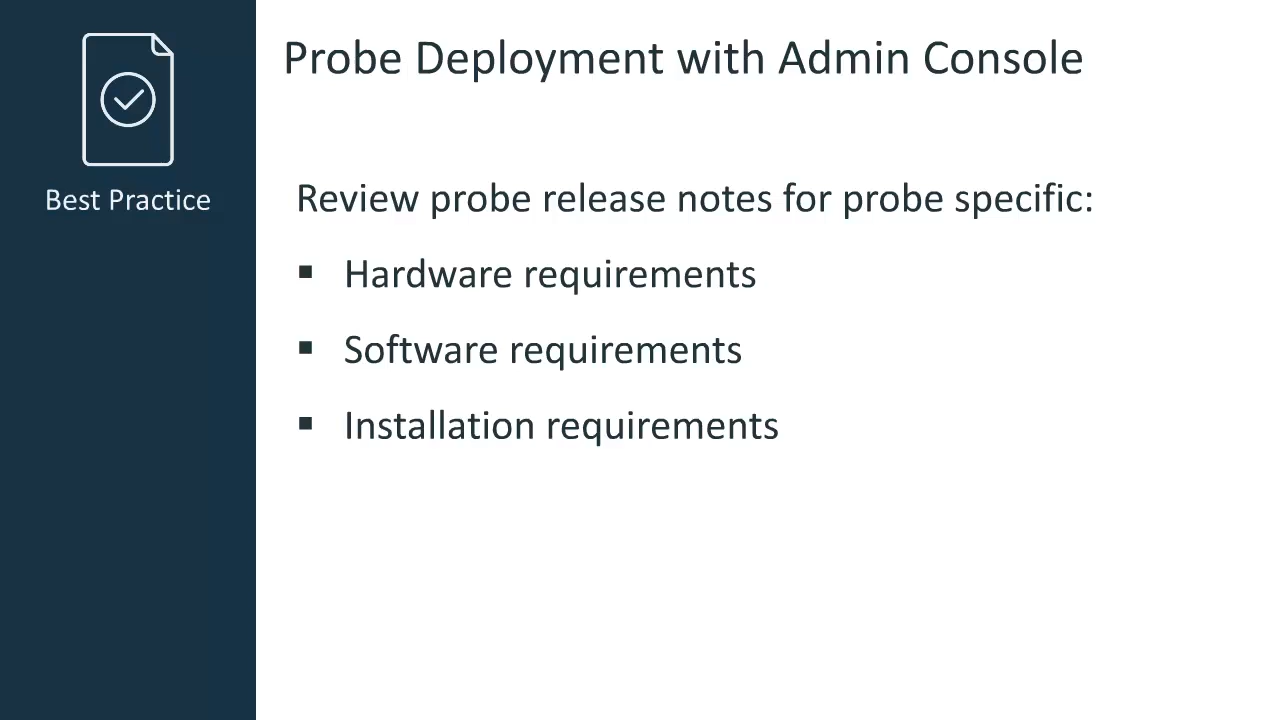 Probe Deployment with Admin Console
Best Practice
Review probe release notes for probe specific:
▪ Hardware requirements
▪ Software requirements
▪ Installation requirements